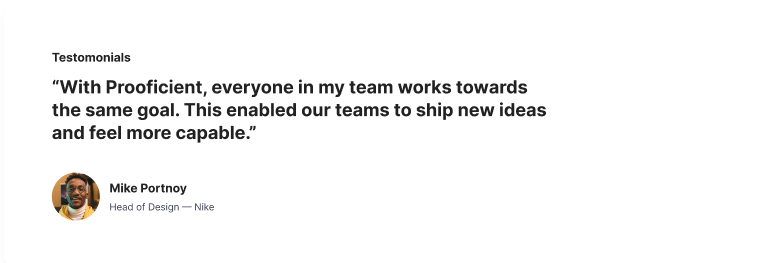 Testomonials
“With Prooficient, everyone in my team works towards
the same goal. This enabled our teams to ship new ideas
and feel more capable.”
Mike Portnoy
Head of Design — Nike